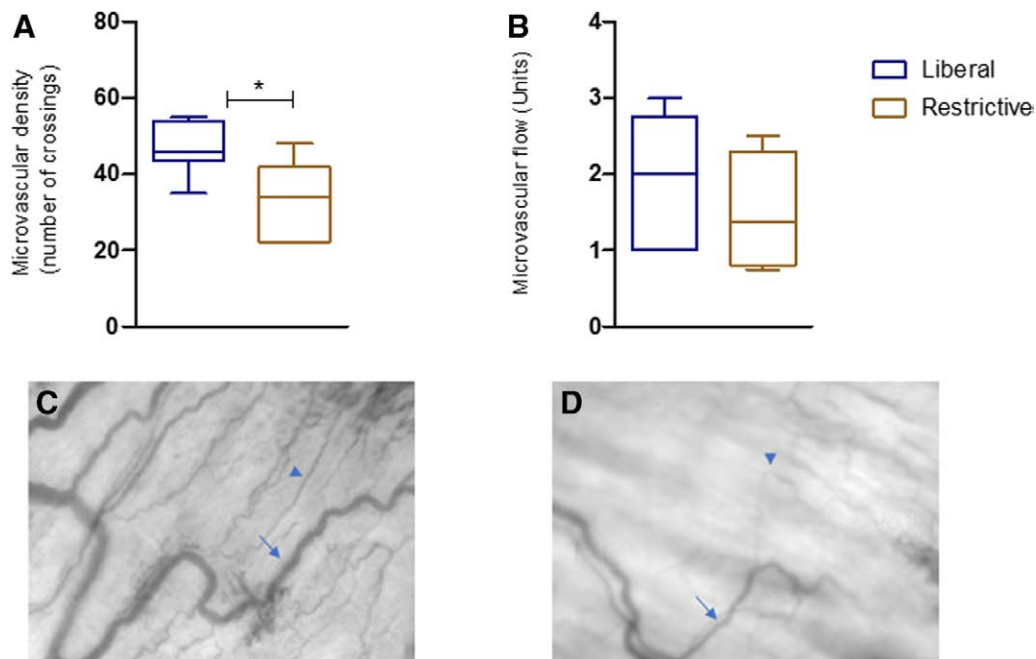 A
Microvascular density
(number of crossings)
80
60
40
20
0
*
B
Microvascular flow (Units)
4
3
2
1
0
Liberal
Restrictive
C
D